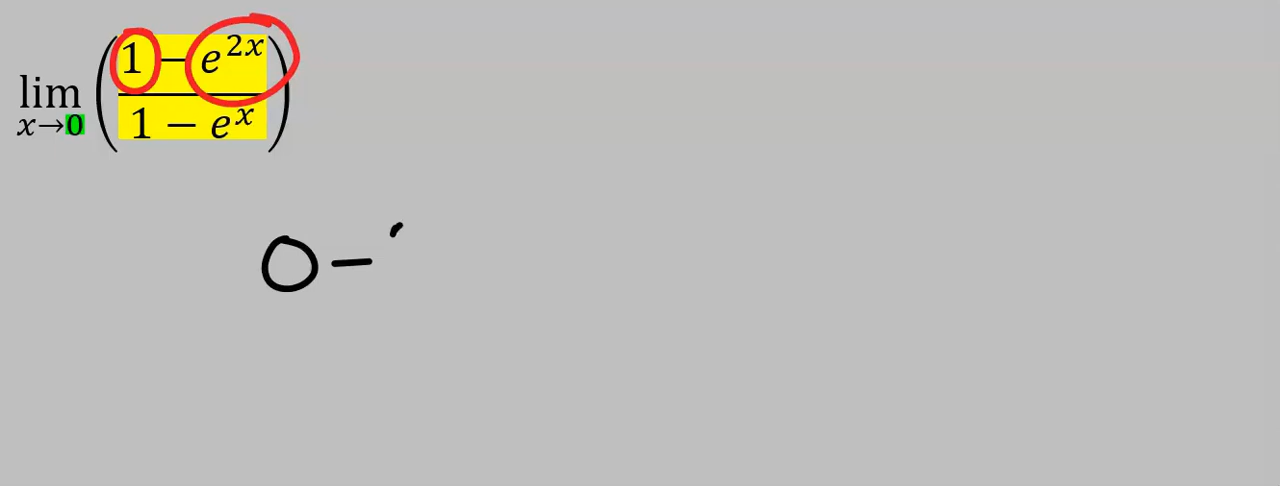 lim x→0 ( (1 − e^{2x}) / (1 − e^x) )
0 −